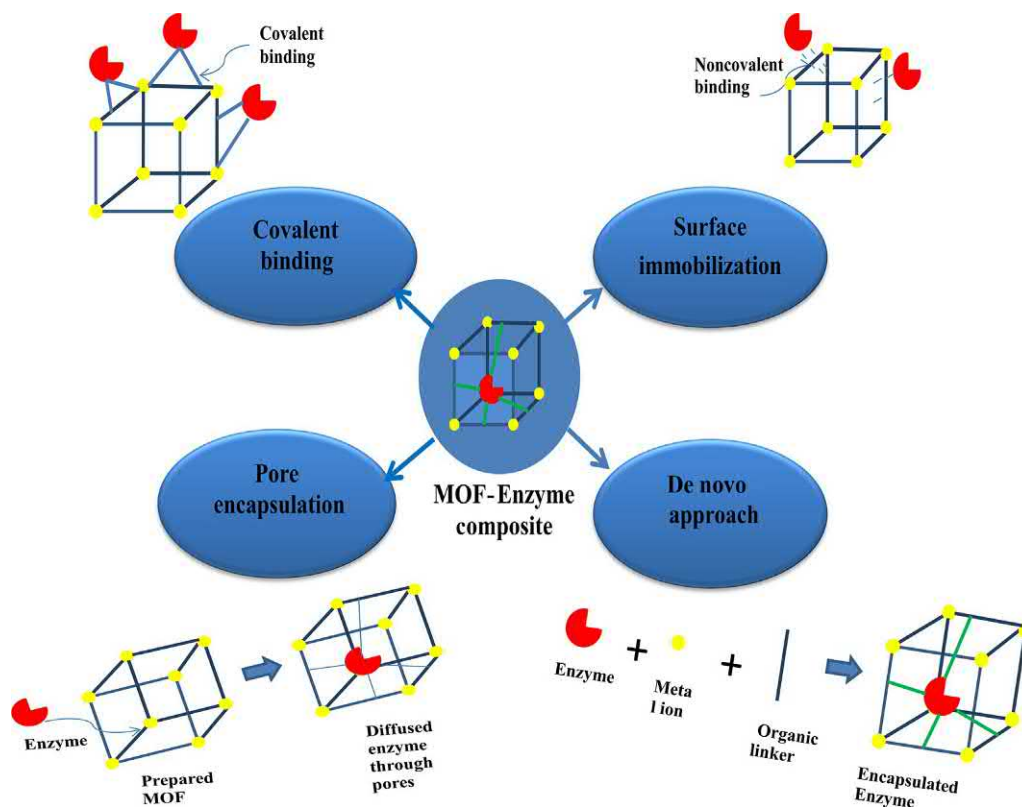 Covalent
binding
Noncovalent
binding
Covalent
binding
Surface
immobilization
Pore
encapsulation
MOF-Enzyme
composite
De novo
approach
Enzyme
Prepared
MOF
Diffused
enzyme
through
pores
Enzyme
+
Meta
l ion
+
Organic
linker
Encapsulated
Enzyme